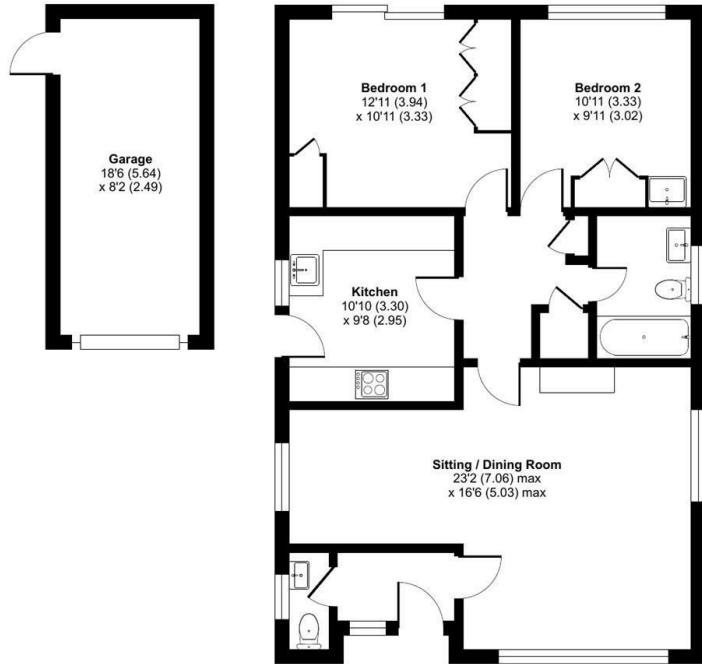 Garage
18'6 (5.64)
x 8'2 (2.49)
Bedroom 1
12'11 (3.94)
x 10'11 (3.33)
Bedroom 2
10'11 (3.33)
x 9'11 (3.02)
Kitchen
10'10 (3.30)
x 9'8 (2.95)
Sitting / Dining Room
23'2 (7.06) max
x 16'6 (5.03) max